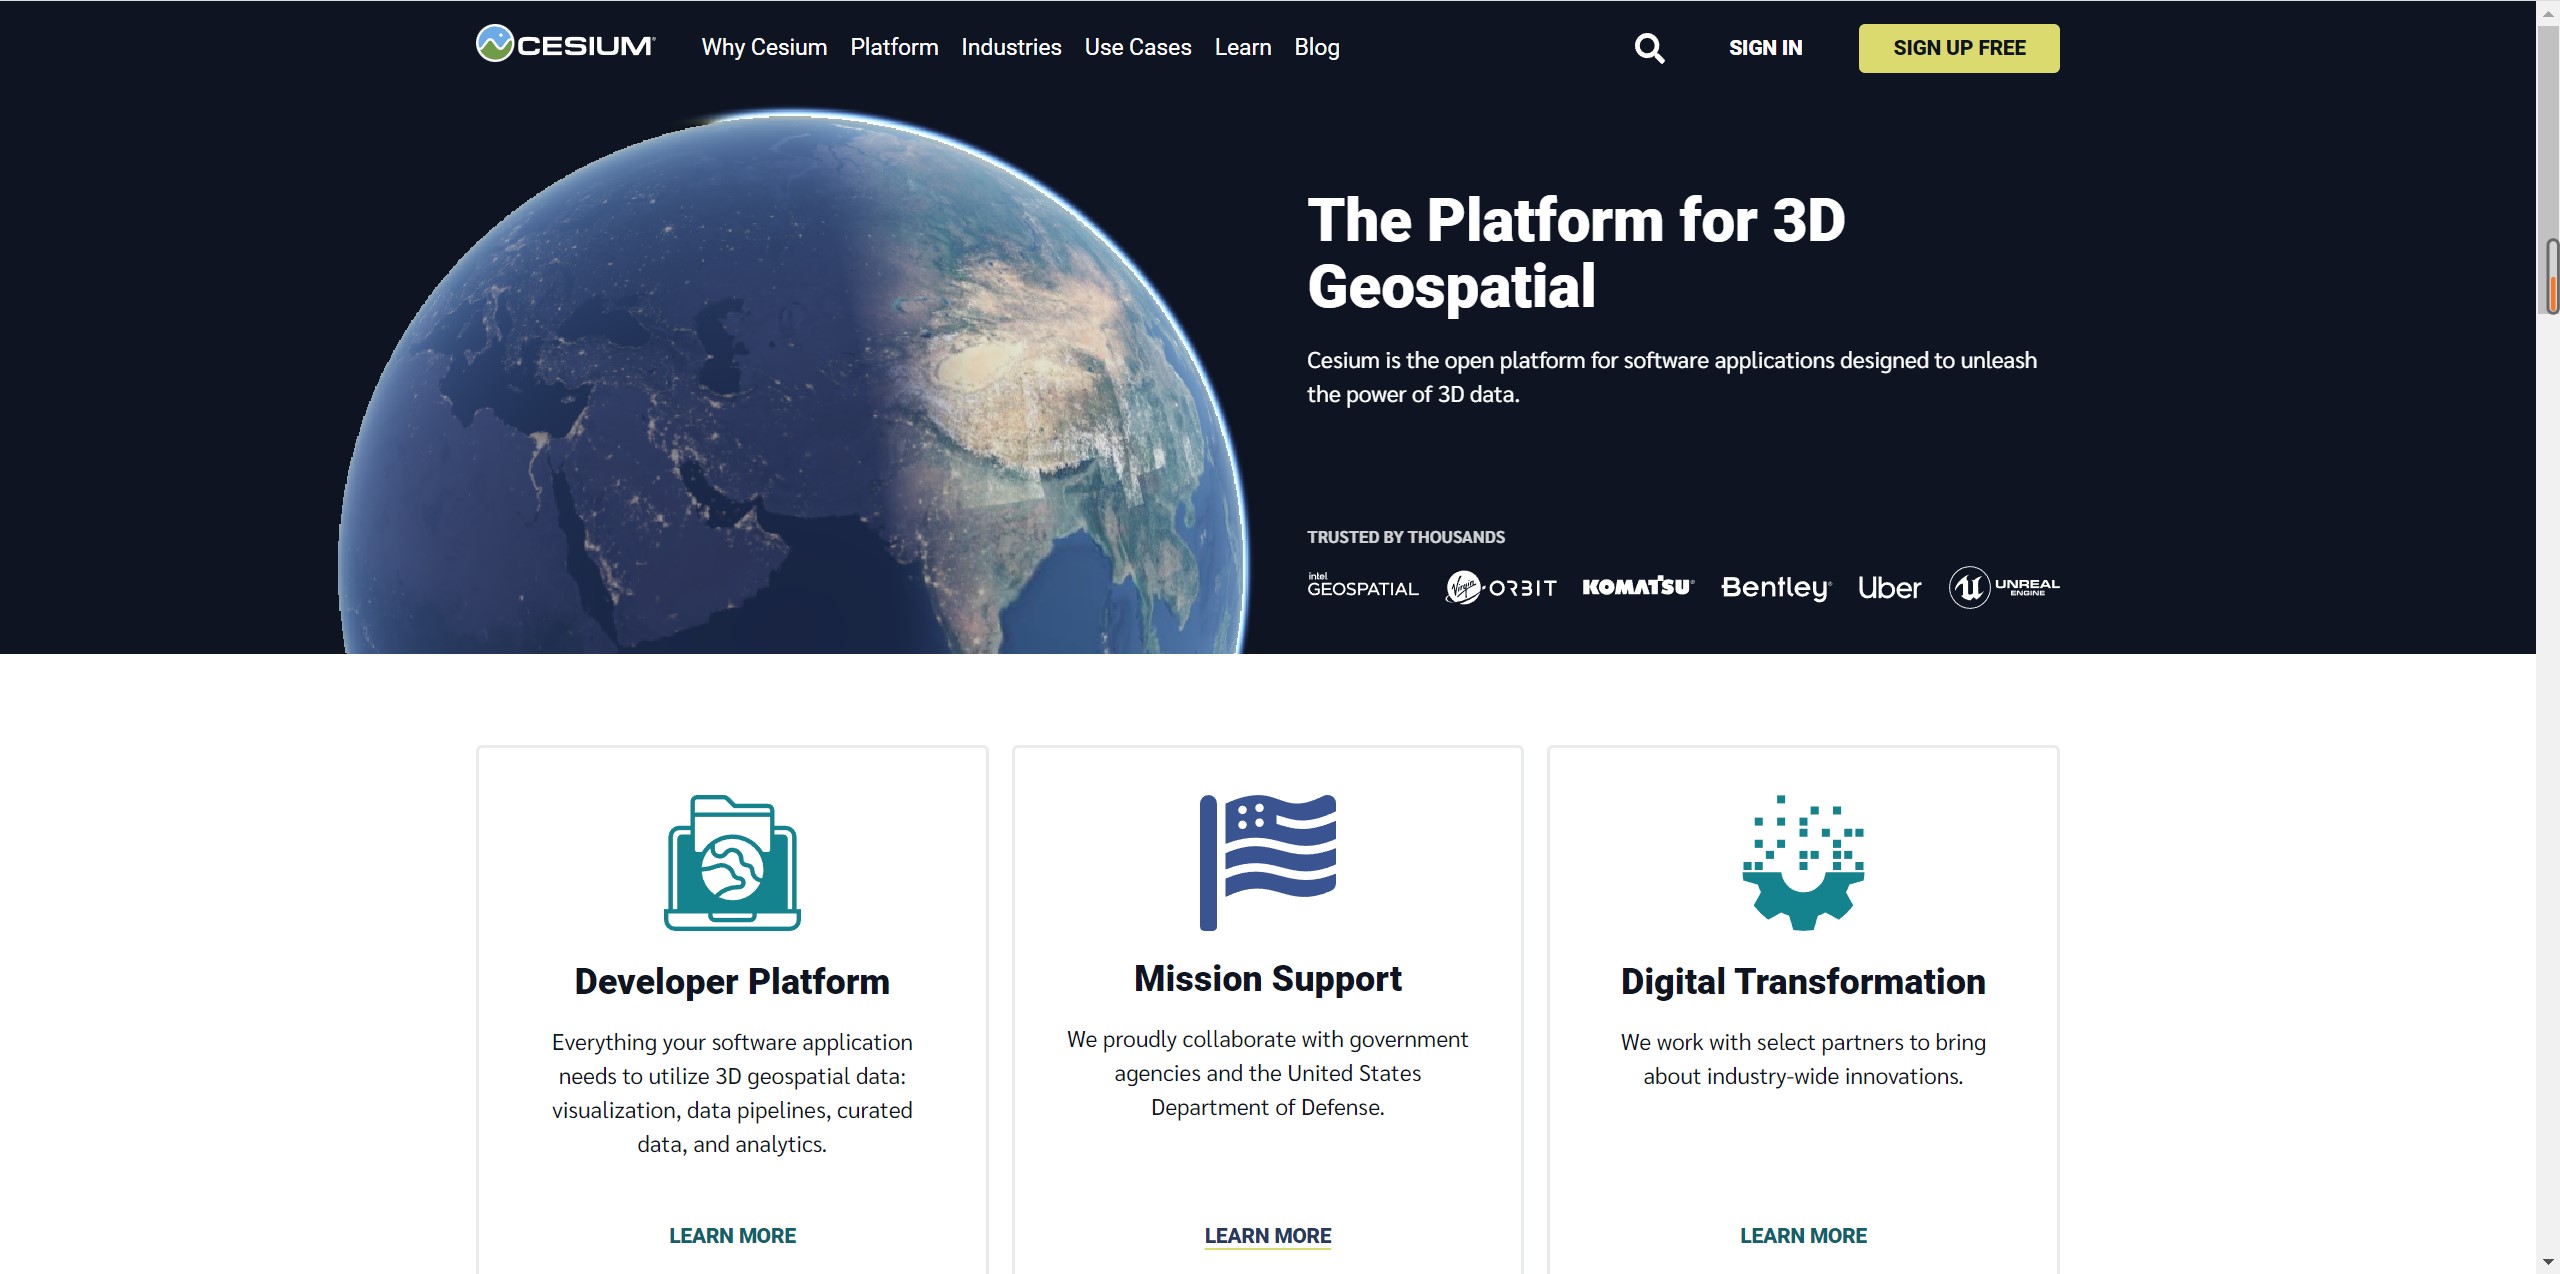 CESIUM
Why Cesium Platform Industries Use Cases Learn Blog
SIGN IN
SIGN UP FREE
The Platform for 3D
Geospatial
Cesium is the open platform for software applications designed to unleash
the power of 3D data.
TRUSTED BY THOUSANDS
intel
GEOSPATIAL
Virgin ORBIT
KOMATSU
Bentley
Uber
UNREAL
ENGINE
Developer Platform
Everything your software application
needs to utilize 3D geospatial data:
visualization, data pipelines, curated
data, and analytics.
LEARN MORE
Mission Support
We proudly collaborate with government
agencies and the United States
Department of Defense.
LEARN MORE
Digital Transformation
We work with select partners to bring
about industry-wide innovations.
LEARN MORE